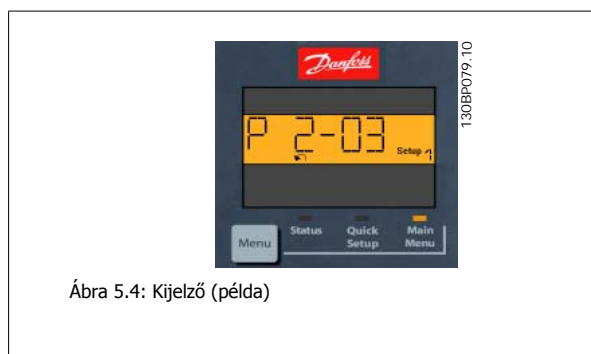 Danfoss
130BP079.10
P 2-03
Setup 1
Menu
Status
Quick Setup
Main Menu
Ábra 5.4: Kijelző (példa)